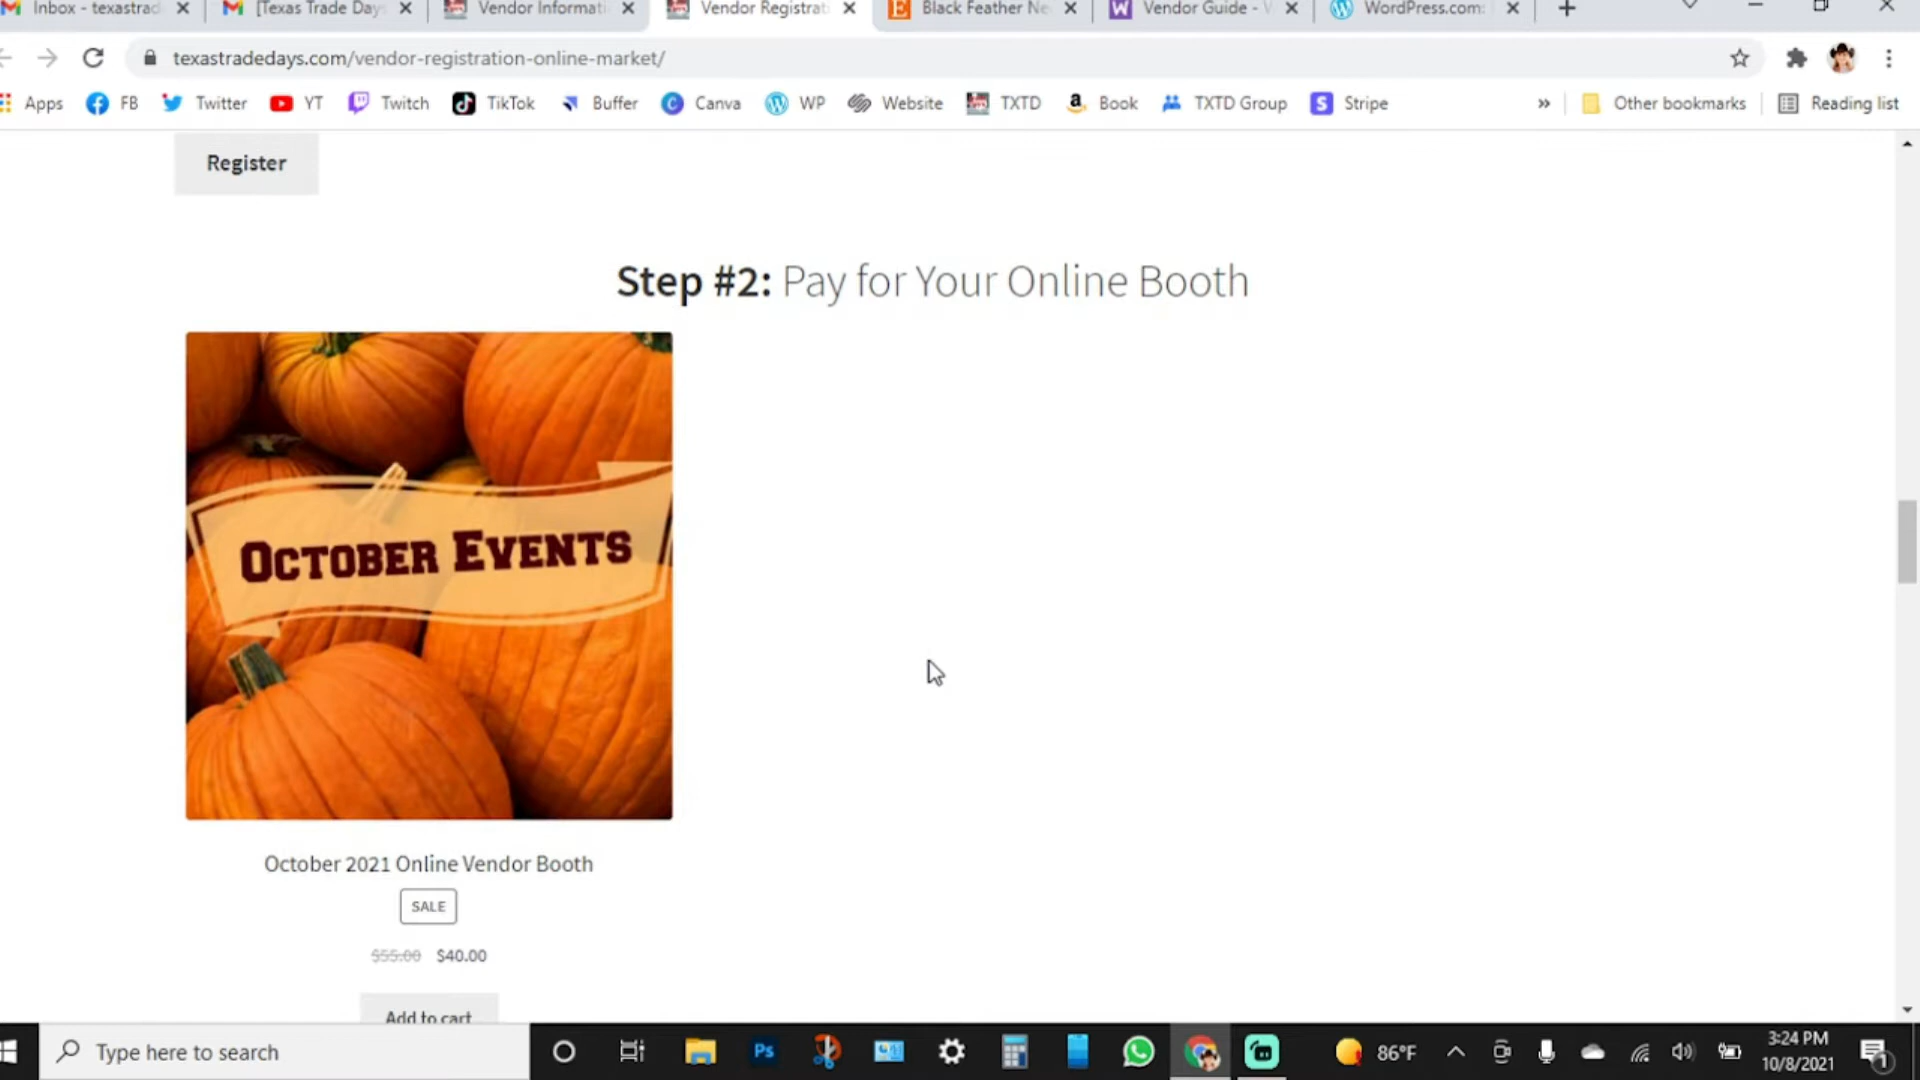 Inbox - texastrad
[Texas Trade Day
Vendor Informati
Vendor Registrat
Black Feather Ne
Vendor Guide - W
WordPress.com:
texastradedays.com/vendor-registration-online-market/
Apps FB Twitter YT Twitch TikTok Buffer Canva WP Website TXTD Book TXTD Group Stripe » Other bookmarks Reading list
Register
Step #2: Pay for Your Online Booth
October Events
October 2021 Online Vendor Booth
SALE
$55.00 $40.00
Add to cart
Type here to search
Ps
86°F
3:24 PM
10/8/2021
1